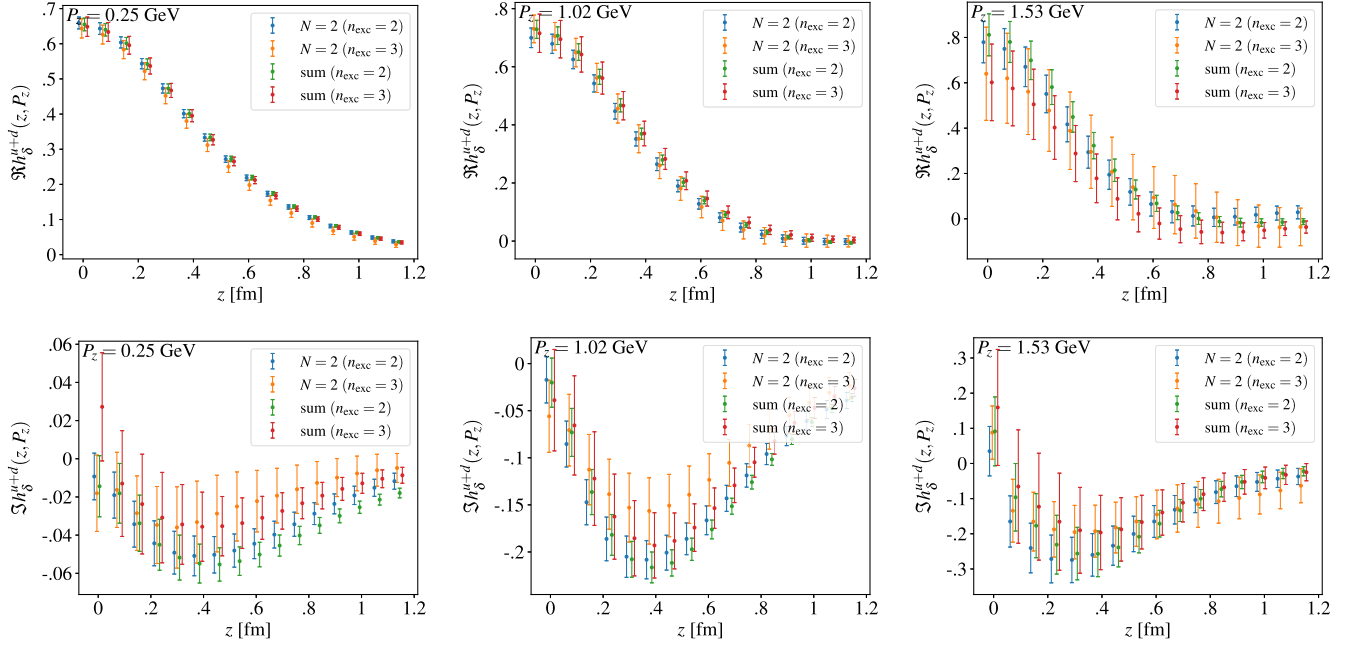 P_z = 0.25 GeV
N = 2 (n_exc = 2)
N = 2 (n_exc = 3)
sum (n_exc = 2)
sum (n_exc = 3)
ℜh_δ^{u+d}(z, P_z)
.7
.6
.5
.4
.3
.2
.1
0
0 .2 .4 .6 .8 1 1.2
z [fm]
P_z = 1.02 GeV
N = 2 (n_exc = 2)
N = 2 (n_exc = 3)
sum (n_exc = 2)
sum (n_exc = 3)
ℜh_δ^{u+d}(z, P_z)
.8
.6
.4
.2
0
0 .2 .4 .6 .8 1 1.2
z [fm]
P_z = 1.53 GeV
N = 2 (n_exc = 2)
N = 2 (n_exc = 3)
sum (n_exc = 2)
sum (n_exc = 3)
ℜh_δ^{u+d}(z, P_z)
.8
.6
.4
.2
0
0 .2 .4 .6 .8 1 1.2
z [fm]
P_z = 0.25 GeV
N = 2 (n_exc = 2)
N = 2 (n_exc = 3)
sum (n_exc = 2)
sum (n_exc = 3)
ℑh_δ^{u+d}(z, P_z)
.06
.04
.02
0
-.02
-.04
-.06
0 .2 .4 .6 .8 1 1.2
z [fm]
P_z = 1.02 GeV
N = 2 (n_exc = 2)
N = 2 (n_exc = 3)
sum (n_exc = 2)
sum (n_exc = 3)
ℑh_δ^{u+d}(z, P_z)
0
-.05
-.1
-.15
-.2
0 .2 .4 .6 .8 1 1.2
z [fm]
P_z = 1.53 GeV
N = 2 (n_exc = 2)
N = 2 (n_exc = 3)
sum (n_exc = 2)
sum (n_exc = 3)
ℑh_δ^{u+d}(z, P_z)
.3
.2
.1
0
-.1
-.2
-.3
0 .2 .4 .6 .8 1 1.2
z [fm]